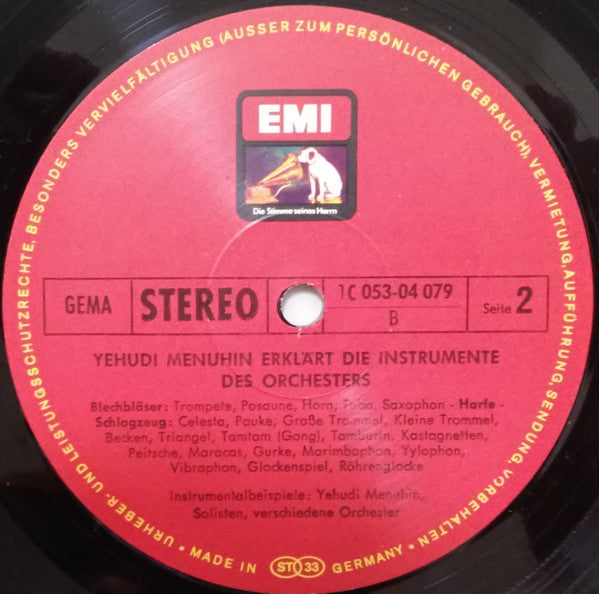 URHEBER- UND LEISTUNGSSCHUTZRECHTE, BESONDERS VERVIELFÄLTIGUNG (AUSSER ZUM PERSÖNLICHEN GEBRAUCH), VERMIETUNG, AUFFÜHRUNG, SENDUNG VORBEHALTEN •
EMI
Die Stimme seines Herrn
GEMA STEREO 1C 053-04 079 B Seite 2
YEHUDI MENUHIN ERKLÄRT DIE INSTRUMENTE
DES ORCHESTERS
Blechbläser: Trompete, Posaune, Horn, Tuba, Saxophon - Harfe -
Schlagzeug: Celesta, Pauke, Große Trommel, Kleine Trommel,
Becken, Triangel, Tamtam (Gong), Tamburin, Kastagnetten,
Peitsche, Maracas, Gurke, Marimbaphon, Yylophon,
Vibraphon, Glockenspiel, Röhrenglocke
Instrumentalbeispiele: Yehudi Menuhin,
Solisten, verschiedene Orchester
• MADE IN ST 33 GERMANY •